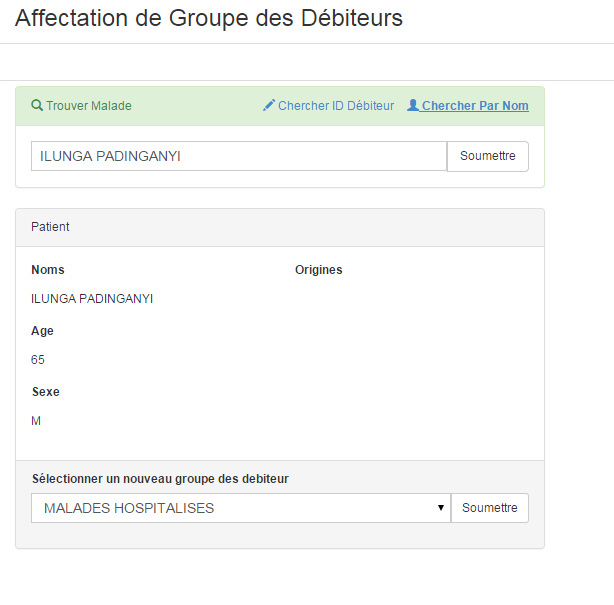 Affectation de Groupe des Débiteurs
Trouver Malade Chercher ID Débiteur Chercher Par Nom
ILUNGA PADINGANYI Soumettre
Patient
Noms Origines
ILUNGA PADINGANYI
Age
65
Sexe
M
Sélectionner un nouveau groupe des debiteur
MALADES HOSPITALISES Soumettre